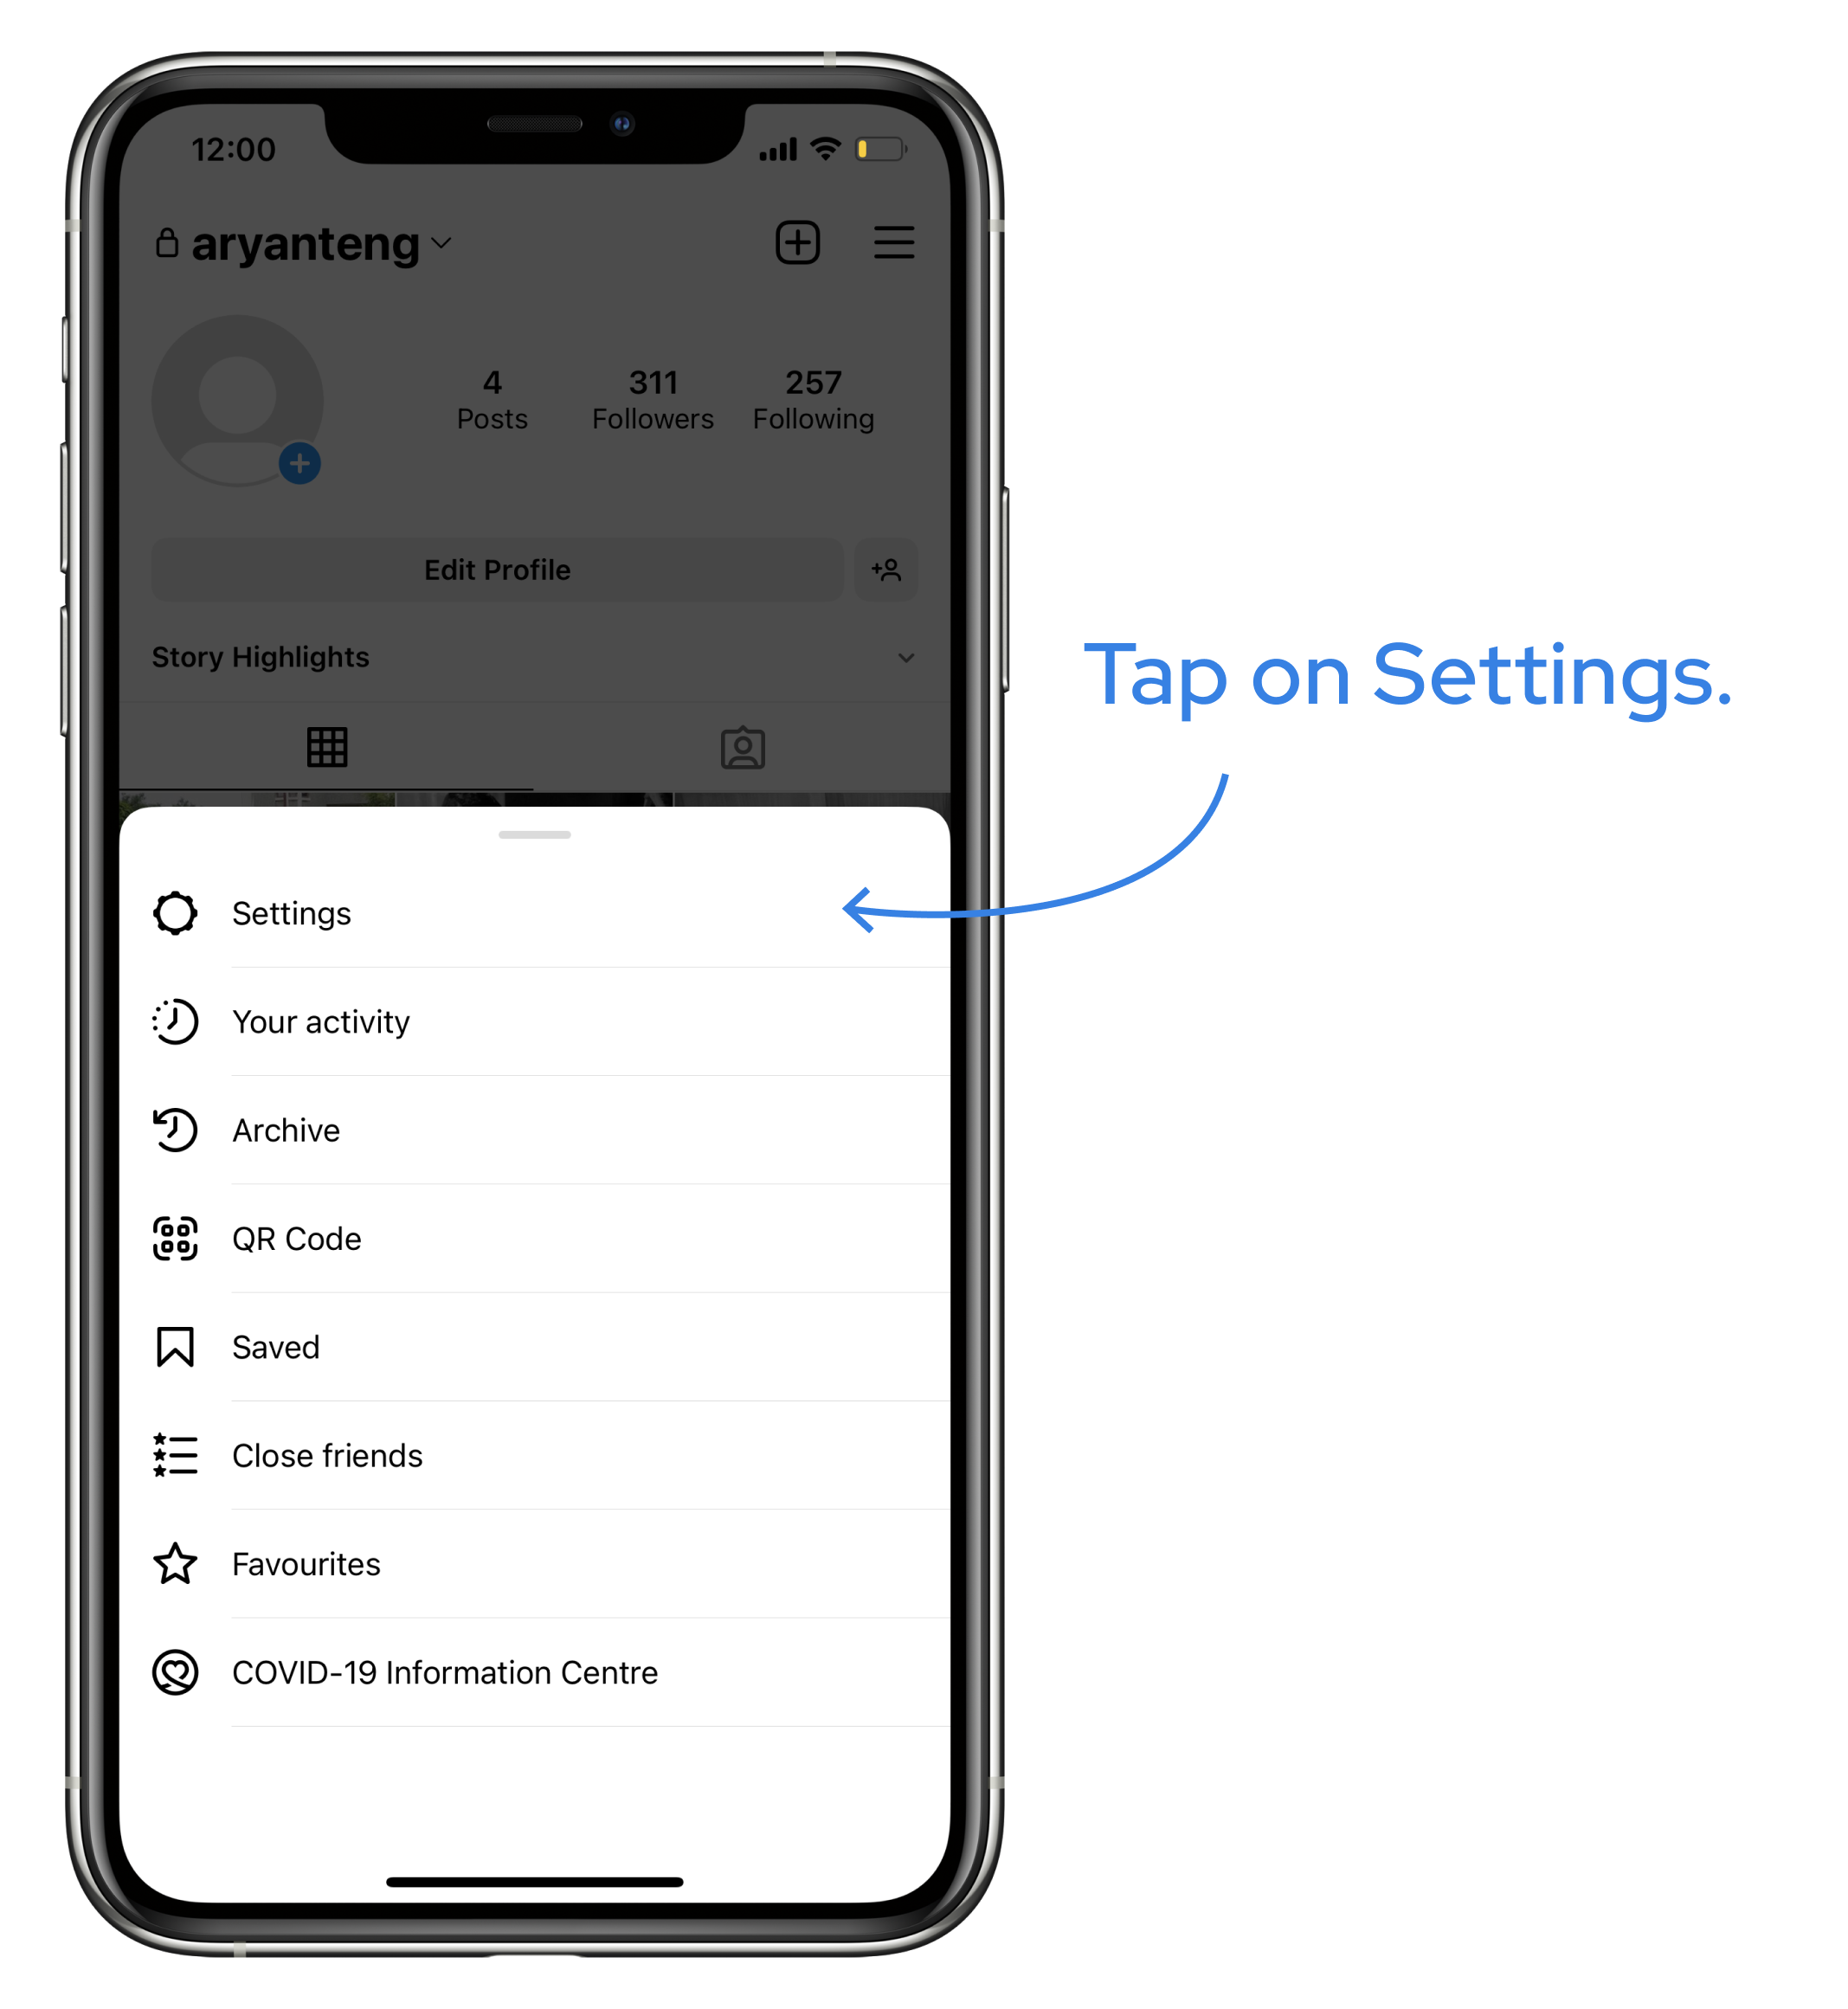 12:00
aryanteng
4 311 257
Posts Followers Following
Edit Profile
Story Highlights
Tap on Settings.
Settings
Your activity
Archive
QR Code
Saved
Close friends
Favourites
COVID-19 Information Centre